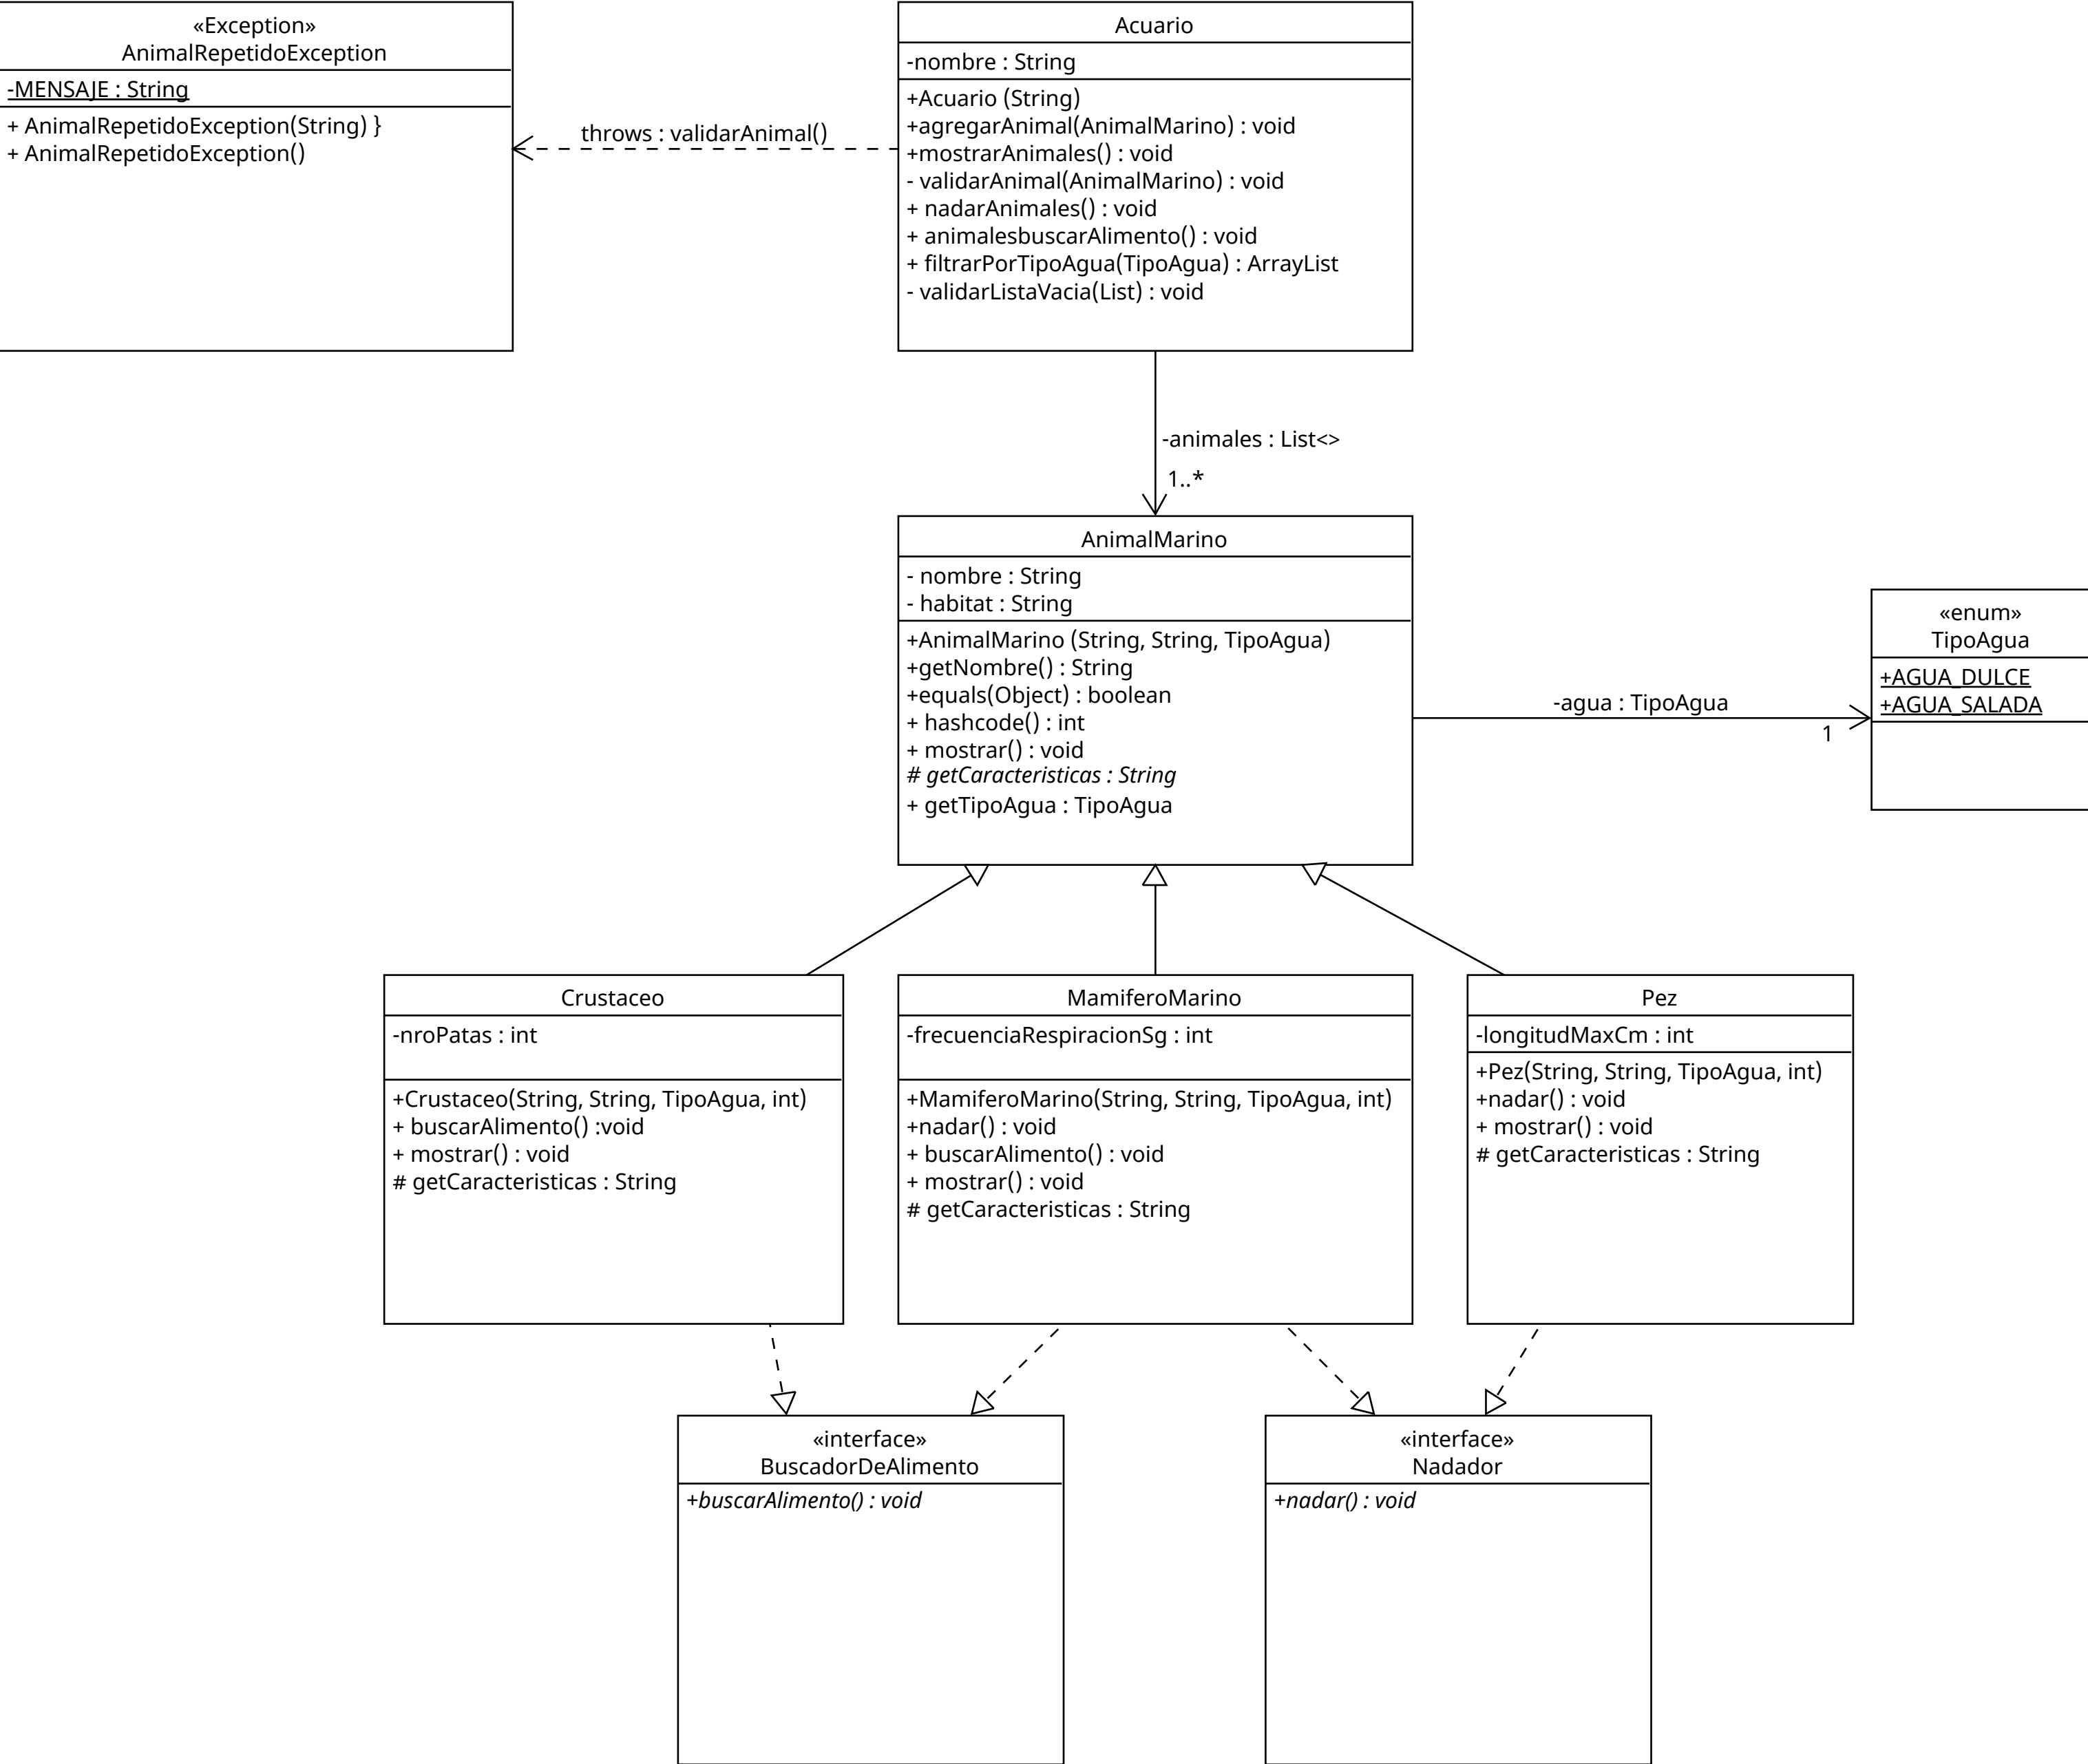 «Exception»
AnimalRepetidoException
-MENSAJE : String
+ AnimalRepetidoException(String) }
+ AnimalRepetidoException()
throws : validarAnimal()
Acuario
-nombre : String
+Acuario (String)
+agregarAnimal(AnimalMarino) : void
+mostrarAnimales() : void
- validarAnimal(AnimalMarino) : void
+ nadarAnimales() : void
+ animalesbuscarAlimento() : void
+ filtrarPorTipoAgua(TipoAgua) : ArrayList
- validarListaVacia(List) : void
-animales : List<>
1..*
AnimalMarino
- nombre : String
- habitat : String
+AnimalMarino (String, String, TipoAgua)
+getNombre() : String
+equals(Object) : boolean
+ hashcode() : int
+ mostrar() : void
# getCaracteristicas : String
+ getTipoAgua : TipoAgua
-agua : TipoAgua
1
«enum»
TipoAgua
+AGUA_DULCE
+AGUA_SALADA
Crustaceo
-nroPatas : int
+Crustaceo(String, String, TipoAgua, int)
+ buscarAlimento() :void
+ mostrar() : void
# getCaracteristicas : String
MamiferoMarino
-frecuenciaRespiracionSg : int
+MamiferoMarino(String, String, TipoAgua, int)
+nadar() : void
+ buscarAlimento() : void
+ mostrar() : void
# getCaracteristicas : String
Pez
-longitudMaxCm : int
+Pez(String, String, TipoAgua, int)
+nadar() : void
+ mostrar() : void
# getCaracteristicas : String
«interface»
BuscadorDeAlimento
+buscarAlimento() : void
«interface»
Nadador
+nadar() : void